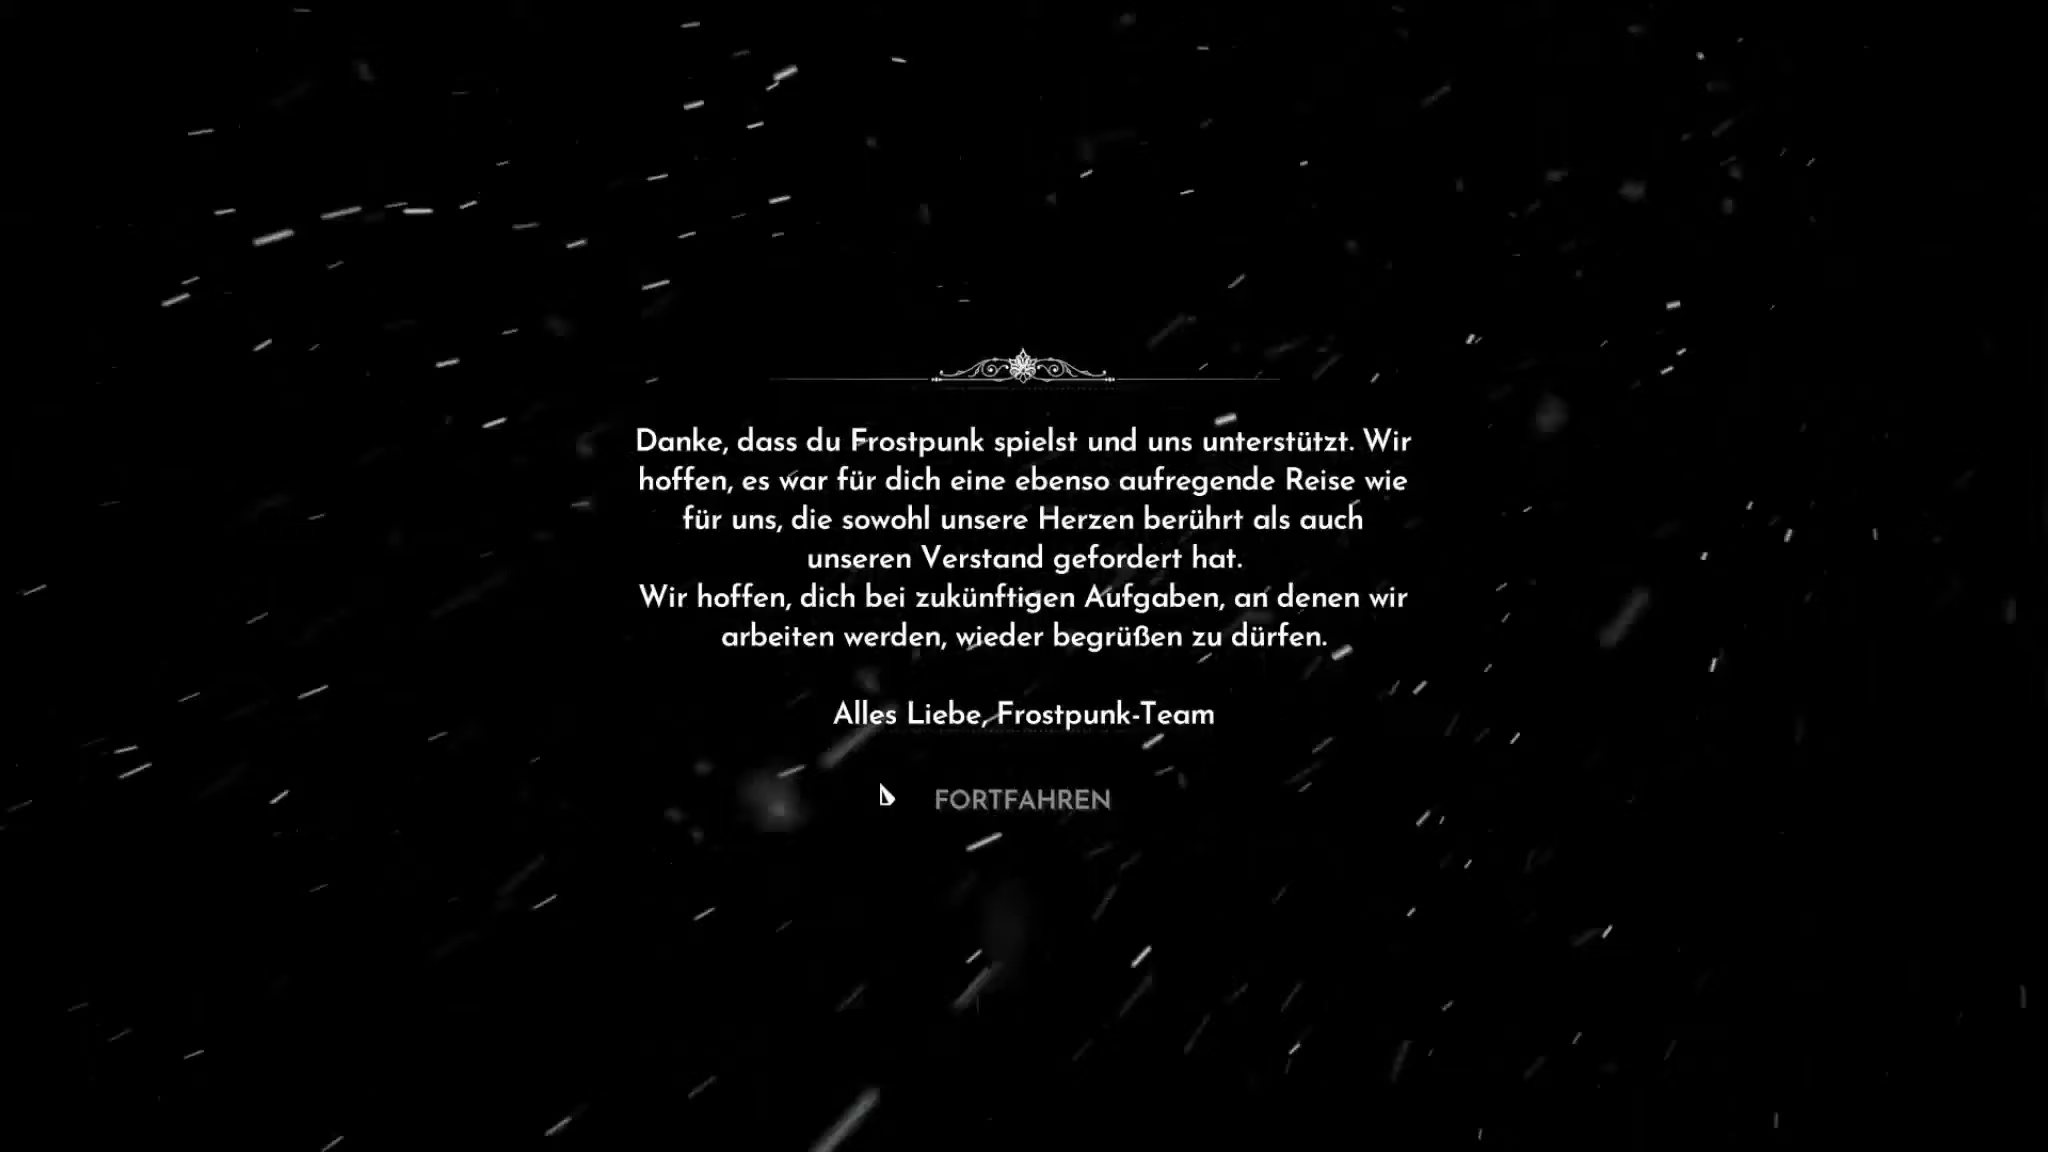 Danke, dass du Frostpunk spielst und uns unterstützt. Wir
hoffen, es war für dich eine ebenso aufregende Reise wie
für uns, die sowohl unsere Herzen berührt als auch
unseren Verstand gefordert hat.
Wir hoffen, dich bei zukünftigen Aufgaben, an denen wir
arbeiten werden, wieder begrüßen zu dürfen.
Alles Liebe, Frostpunk-Team
FORTFAHREN